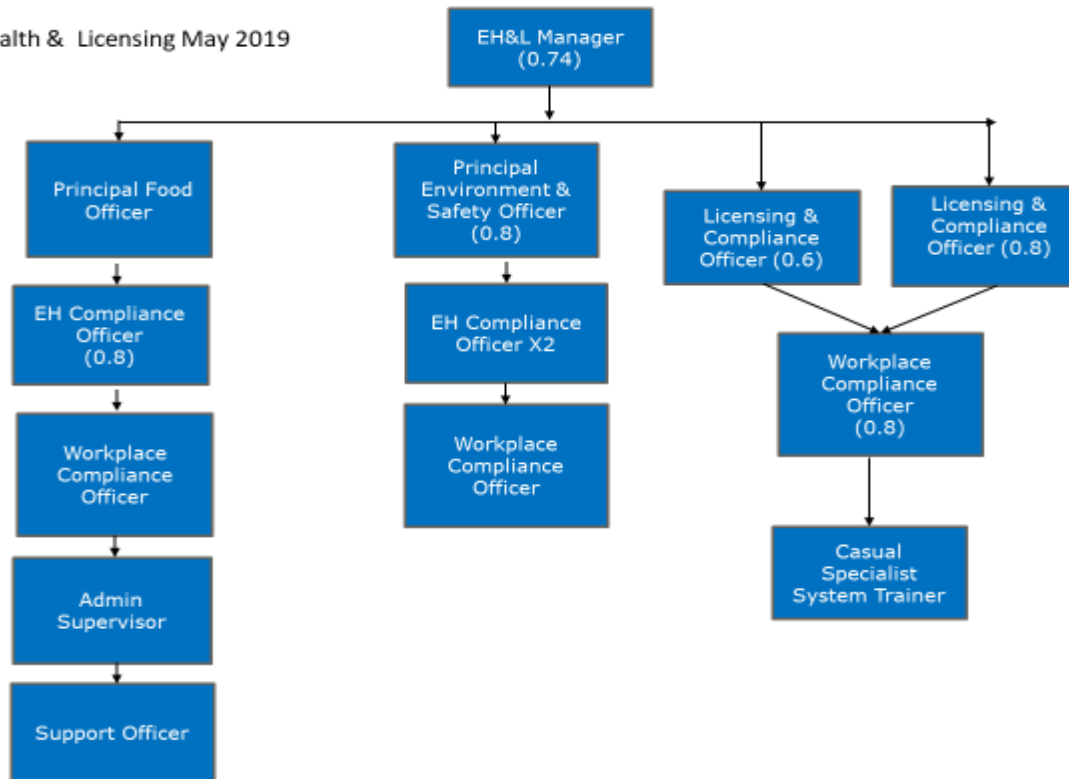 alth & Licensing May 2019
EH&L Manager
(0.74)
Principal Food
Officer
Principal
Environment &
Safety Officer
(0.8)
Licensing &
Compliance
Officer (0.6)
Licensing &
Compliance
Officer (0.8)
EH Compliance
Officer
(0.8)
EH Compliance
Officer X2
Workplace
Compliance
Officer
(0.8)
Workplace
Compliance
Officer
Workplace
Compliance
Officer
Casual
Specialist
System Trainer
Admin
Supervisor
Support Officer